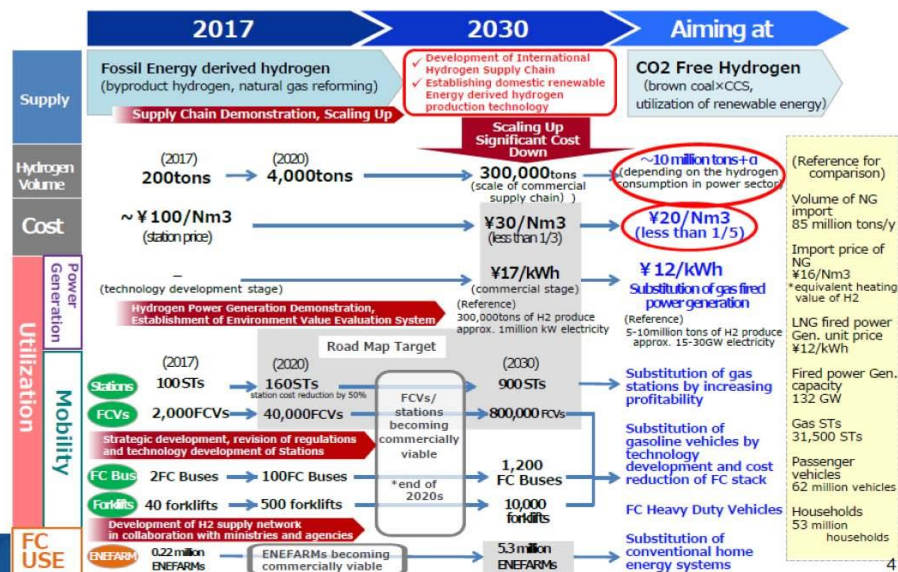 2017
2030
Aiming at
Supply
Fossil Energy derived hydrogen
(byproduct hydrogen, natural gas reforming)
✓ Development of International
Hydrogen Supply Chain
✓ Establishing domestic renewable
Energy derived hydrogen
production technology
CO2 Free Hydrogen
(brown coal×CCS,
utilization of renewable energy)
Supply Chain Demonstration, Scaling Up
Scaling Up
Significant Cost
Down
Hydrogen
Volume
(2017)
200tons
(2020)
4,000tons
300,000tons
(scale of commercial
supply chain) )
~10 million tons+α
(depending on the hydrogen
consumption in power sector)
Cost
~ ¥100/Nm3
(station price)
¥30/Nm3
(less than 1/3)
¥20/Nm3
(less than 1/5)
Utilization
Power
Generation
–
(technology development stage)
¥17/kWh
(commercial stage)
¥12/kWh
Substitution of gas fired
power generation
Hydrogen Power Generation Demonstration,
Establishment of Environment Value Evaluation System
(Reference)
300,000tons of H2 produce
approx. 1million kW electricity
(Reference)
5-10million tons of H2 produce
approx. 15-30GW electricity
Road Map Target
Mobility
(2017)
(2020)
(2030)
Stations
100 STs
160STs
station cost reduction by 50%
900 STs
Substitution of gas
stations by increasing
profitability
FCVs
2,000FCVs
40,000FCVs
800,000 FCVs
FCVs/
stations
becoming
commercially
viable
*end of
2020s
Strategic development, revision of regulations
and technology development of Stations
Substitution of
gasoline vehicles by
technology
development and cost
reduction of FC stack
FC Bus
2FC Buses
100FC Buses
1,200
FC Buses
Forklifts
40 forklifts
500 forklifts
10,000
forklifts
FC Heavy Duty Vehicles
Development of H2 supply network
in collaboration with ministries and agencies
FC
USE
ENEFARM
0.22 million
ENEFARMs
ENEFARMs becoming
commercially viable
5.3 million
ENEFARMs
Substitution of
conventional home
energy systems
(Reference for
comparison)
Volume of NG
import
85 million tons/y
Import price of
NG
¥16/Nm3
*equivalent heating
value of H2
LNG fired power
Gen. unit price
¥12/kWh
Fired power Gen.
capacity
132 GW
Gas STs
31,500 STs
Passenger
vehicles
62 million vehicles
Households
53 million
households
4